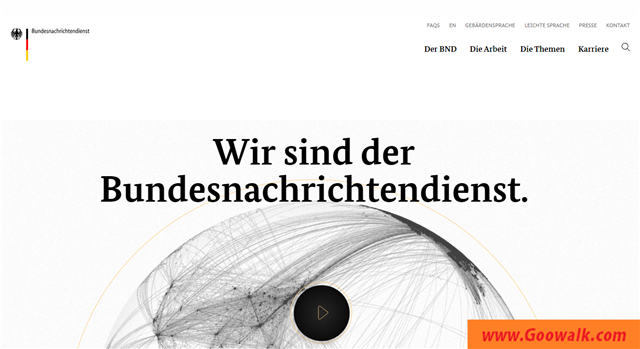 Bundesnachrichtendienst
FAQS EN GEBÄRDENSPRACHE LEICHTE SPRACHE PRESSE KONTAKT
Der BND Die Arbeit Die Themen Karriere
Wir sind der
Bundesnachrichtendienst.
www.Goowalk.com